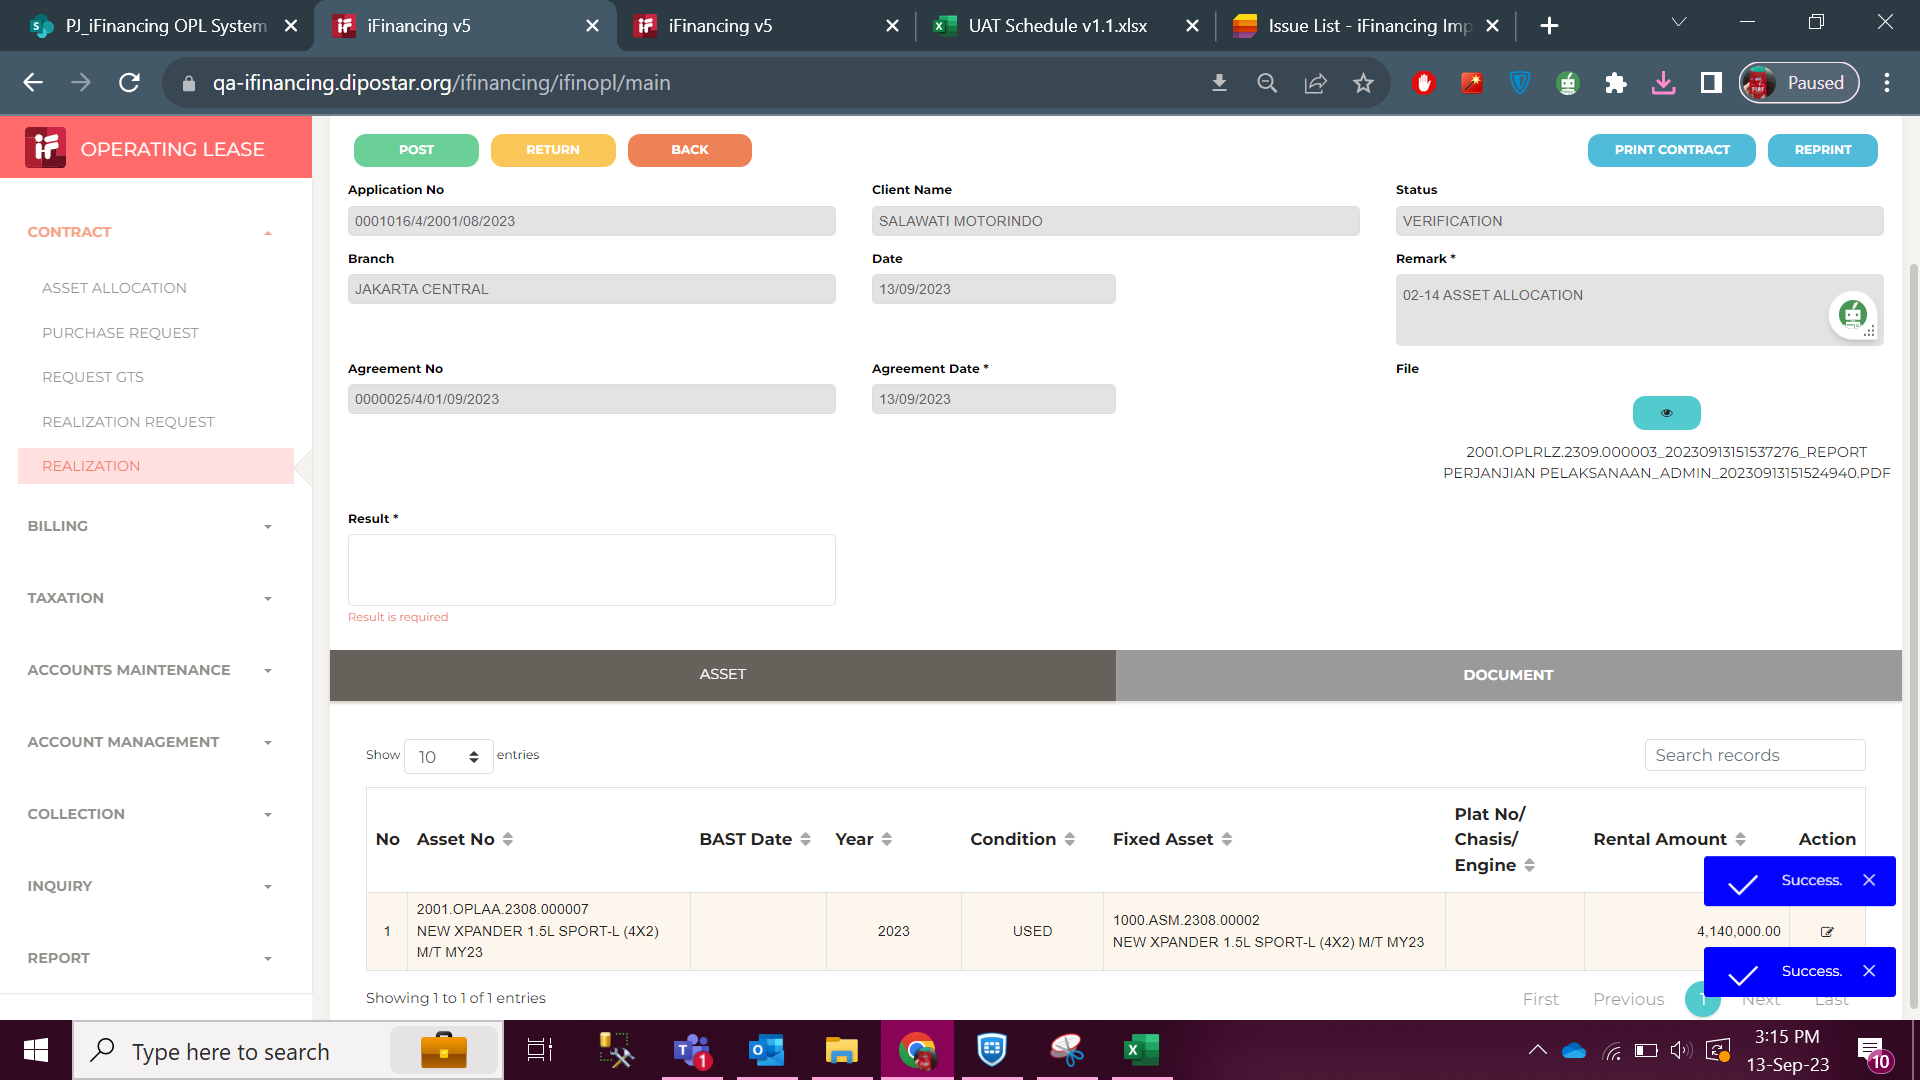 PJ_iFinancing OPL System
iFinancing v5
iFinancing v5
UAT Schedule v1.1.xlsx
Issue List - iFinancing Imp
qa-ifinancing.dipostar.org/ifinancing/ifinopl/main
Paused
iF OPERATING LEASE
CONTRACT
ASSET ALLOCATION
PURCHASE REQUEST
REQUEST GTS
REALIZATION REQUEST
REALIZATION
BILLING
TAXATION
ACCOUNTS MAINTENANCE
ACCOUNT MANAGEMENT
COLLECTION
INQUIRY
REPORT
POST RETURN BACK PRINT CONTRACT REPRINT
Application No Client Name Status
0001016/4/2001/08/2023 SALAWATI MOTORINDO VERIFICATION
Branch Date Remark *
JAKARTA CENTRAL 13/09/2023 02-14 ASSET ALLOCATION
Agreement No Agreement Date * File
0000025/4/01/09/2023 13/09/2023
2001.OPLRLZ.2309.000003_20230913151537276_REPORT
PERJANJIAN PELAKSANAAN_ADMIN_20230913151524940.PDF
Result *
Result is required
ASSET DOCUMENT
Show 10 entries Search records
No Asset No BAST Date Year Condition Fixed Asset Plat No/ Chasis/ Engine Rental Amount Action
1 2001.OPLAA.2308.000007 NEW XPANDER 1.5L SPORT-L (4X2) M/T MY23 2023 USED 1000.ASM.2308.00002 NEW XPANDER 1.5L SPORT-L (4X2) M/T MY23 4,140,000.00
Success.
Success.
Showing 1 to 1 of 1 entries First Previous 1 Next Last
Type here to search
1
3:15 PM
13-Sep-23
10